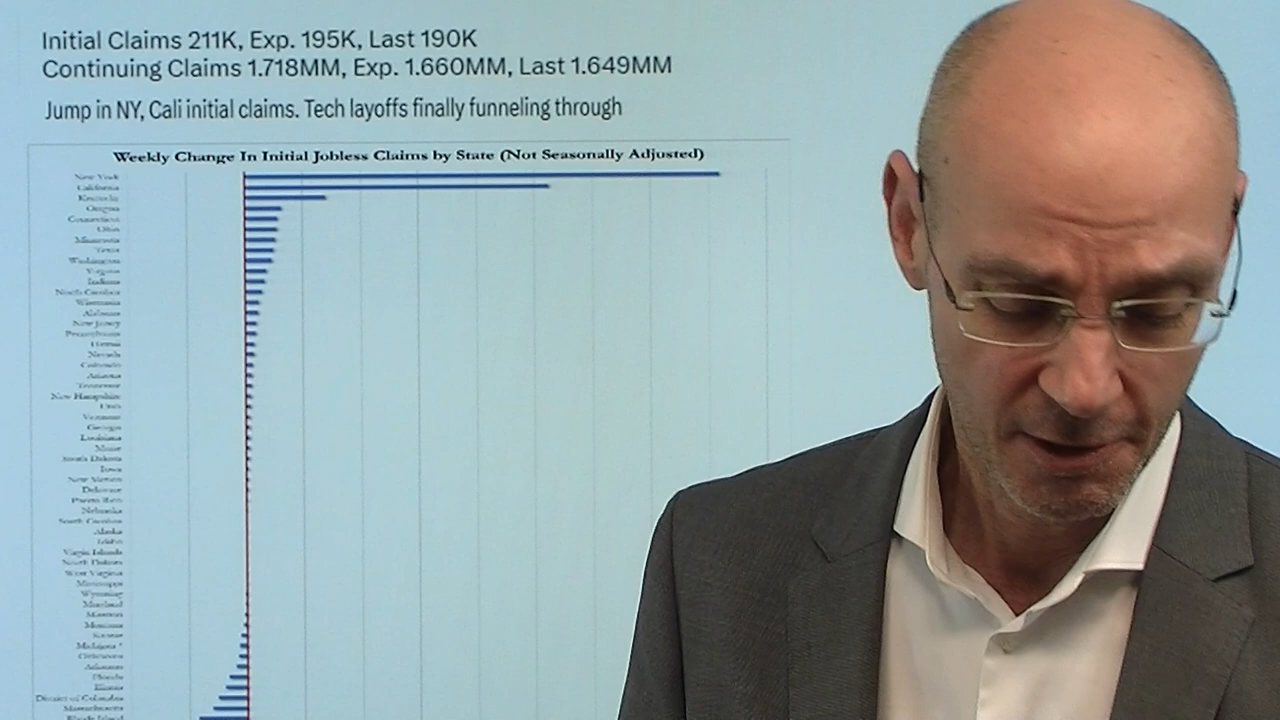 Initial Claims 211K, Exp. 195K, Last 190K
Continuing Claims 1.718MM, Exp. 1.660MM, Last 1.649MM
Jump in NY, Cali initial claims. Tech layoffs finally funneling through
Weekly Change In Initial Jobless Claims by State (Not Seasonally Adjusted)
New York
California
Kentucky
Oregon
Connecticut
Ohio
Minnesota
Texas
Washington
Virginia
Indiana
North Carolina
Wisconsin
Alabama
New Jersey
Pennsylvania
Hawaii
Nevada
Colorado
Arizona
Tennessee
New Hampshire
Utah
Vermont
Georgia
Louisiana
Maine
South Dakota
Iowa
New Mexico
Delaware
Puerto Rico
Nebraska
South Carolina
Alaska
Idaho
Virgin Islands
North Dakota
West Virginia
Mississippi
Wyoming
Maryland
Missouri
Montana
Kansas
Michigan *
Oklahoma
Arkansas
Florida
Illinois
District of Columbia
Massachusetts
Rhode Island